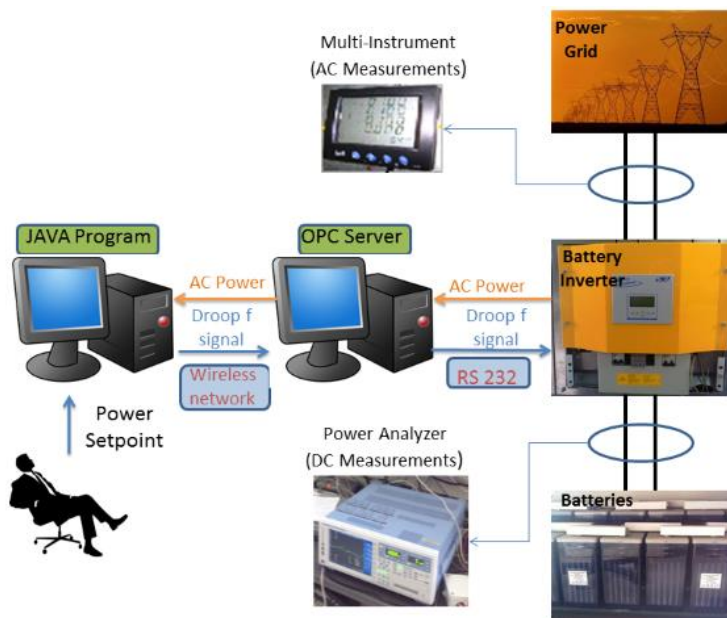 Multi-Instrument
(AC Measurements)
Power
Grid
JAVA Program
OPC Server
Battery
Inverter
AC Power
Droop f
signal
Wireless
network
AC Power
Droop f
signal
RS 232
Power
Setpoint
Power Analyzer
(DC Measurements)
Batteries